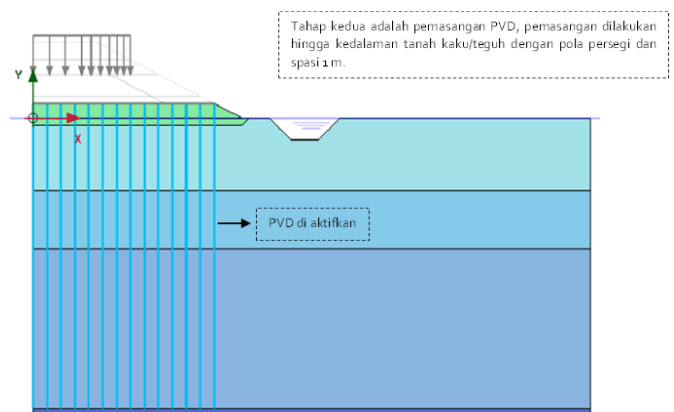 Tahap kedua adalah pemasangan PVD, pemasangan dilakukan
hingga kedalaman tanah kaku/teguh dengan pola persegi dan
spasi 1 m.
Y
X
PVD di aktifkan